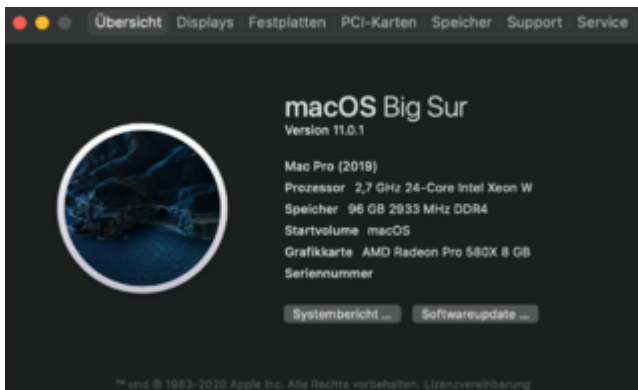 Übersicht Displays Festplatten PCI-Karten Speicher Support Service
macOS Big Sur
Version 11.0.1
Mac Pro (2019)
Prozessor 2,7 GHz 24-Core Intel Xeon W
Speicher 96 GB 2933 MHz DDR4
Startvolume macOS
Grafikkarte AMD Radeon Pro 580X 8 GB
Seriennummer
Systembericht ... Softwareupdate ...
™ und © 1983-2020 Apple Inc. Alle Rechte vorbehalten. Lizenzvereinbarung